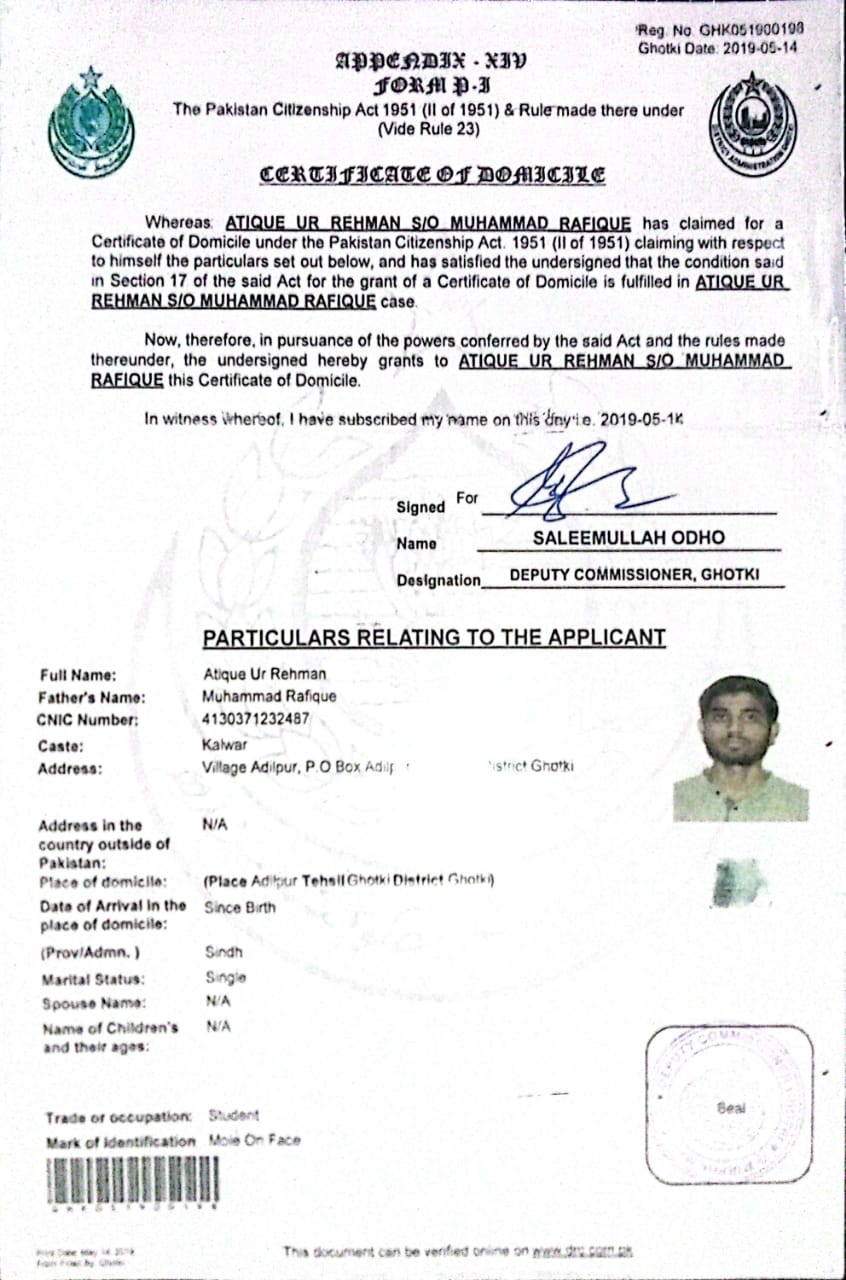 Reg. No. GHK051900198
Ghotki Date: 2019-05-14
APPENDIX - XIV
FORM P-I
The Pakistan Citizenship Act 1951 (II of 1951) & Rule made there under
(Vide Rule 23)
CERTIFICATE OF DOMICILE
Whereas ATIQUE UR REHMAN S/O MUHAMMAD RAFIQUE has claimed for a
Certificate of Domicile under the Pakistan Citizenship Act. 1951 (II of 1951) claiming with respect
to himself the particulars set out below, and has satisfied the undersigned that the condition said
in Section 17 of the said Act for the grant of a Certificate of Domicile is fulfilled in ATIQUE UR
REHMAN S/O MUHAMMAD RAFIQUE case.
Now, therefore, in pursuance of the powers conferred by the said Act and the rules made
thereunder, the undersigned hereby grants to ATIQUE UR REHMAN S/O MUHAMMAD
RAFIQUE this Certificate of Domicile.
In witness whereof, I have subscribed my name on this day i.e. 2019-05-14
Signed For
Name SALEEMULLAH ODHO
Designation DEPUTY COMMISSIONER, GHOTKI
PARTICULARS RELATING TO THE APPLICANT
Full Name: Atique Ur Rehman
Father's Name: Muhammad Rafique
CNIC Number: 4130371232487
Caste: Kalwar
Address: Village Adilpur, P.O Box District Ghotki
Address in the N/A
country outside of
Pakistan:
Place of domicile: (Place Adilpur Tehsil Ghotki District Ghotki)
Date of Arrival in the Since Birth
place of domicile:
(Prov/Admn. ) Sindh
Marital Status: Single
Spouse Name: N/A
Name of Children's N/A
and their ages:
Seal
Trade or occupation: Student
Mark of Identification Mole On Face
Print Date: May 14, 2019
This document can be verified online on www.drc.com.pk